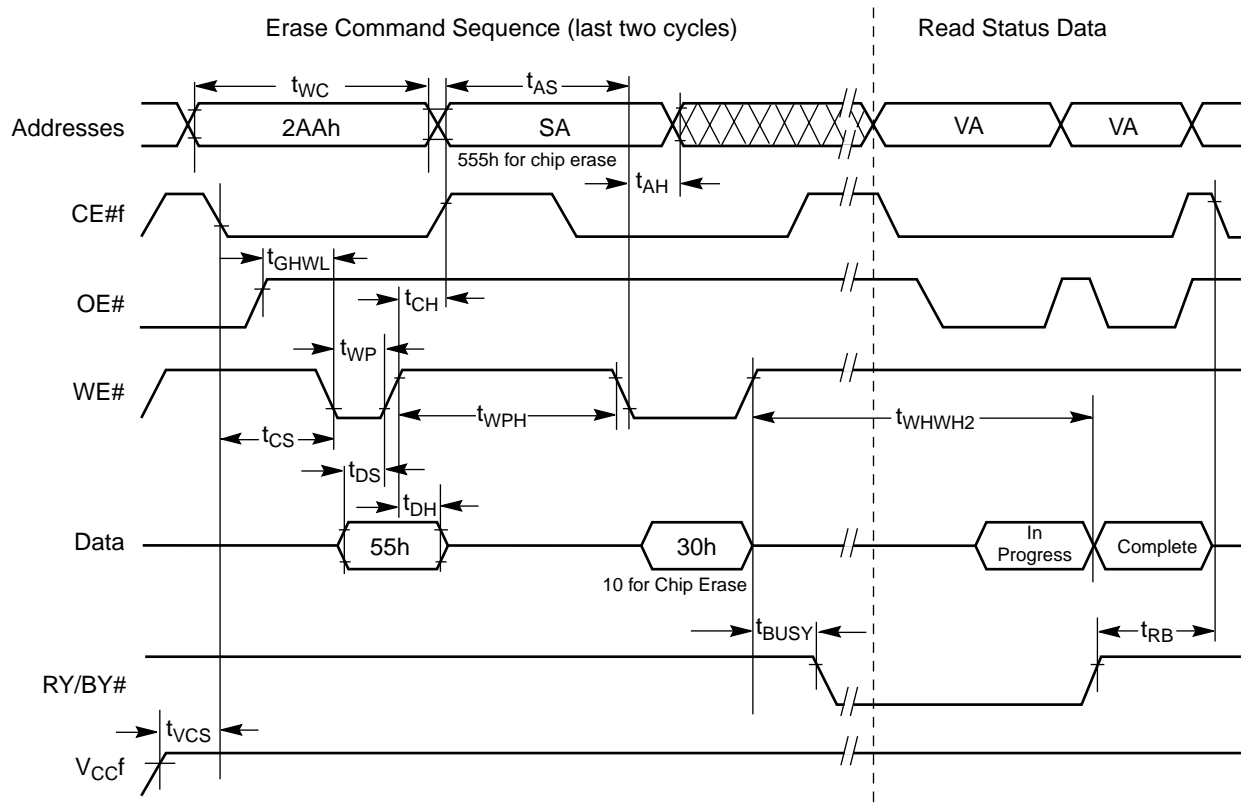 Erase Command Sequence (last two cycles)
Read Status Data
tWC
tAS
Addresses
2AAh
SA
VA
VA
555h for chip erase
tAH
CE#f
tGHWL
OE#
tCH
tWP
WE#
tWPH
tWHWH2
tCS
tDS
tDH
Data
55h
30h
In
Progress
Complete
10 for Chip Erase
tBUSY
tRB
RY/BY#
tVCS
VCCf